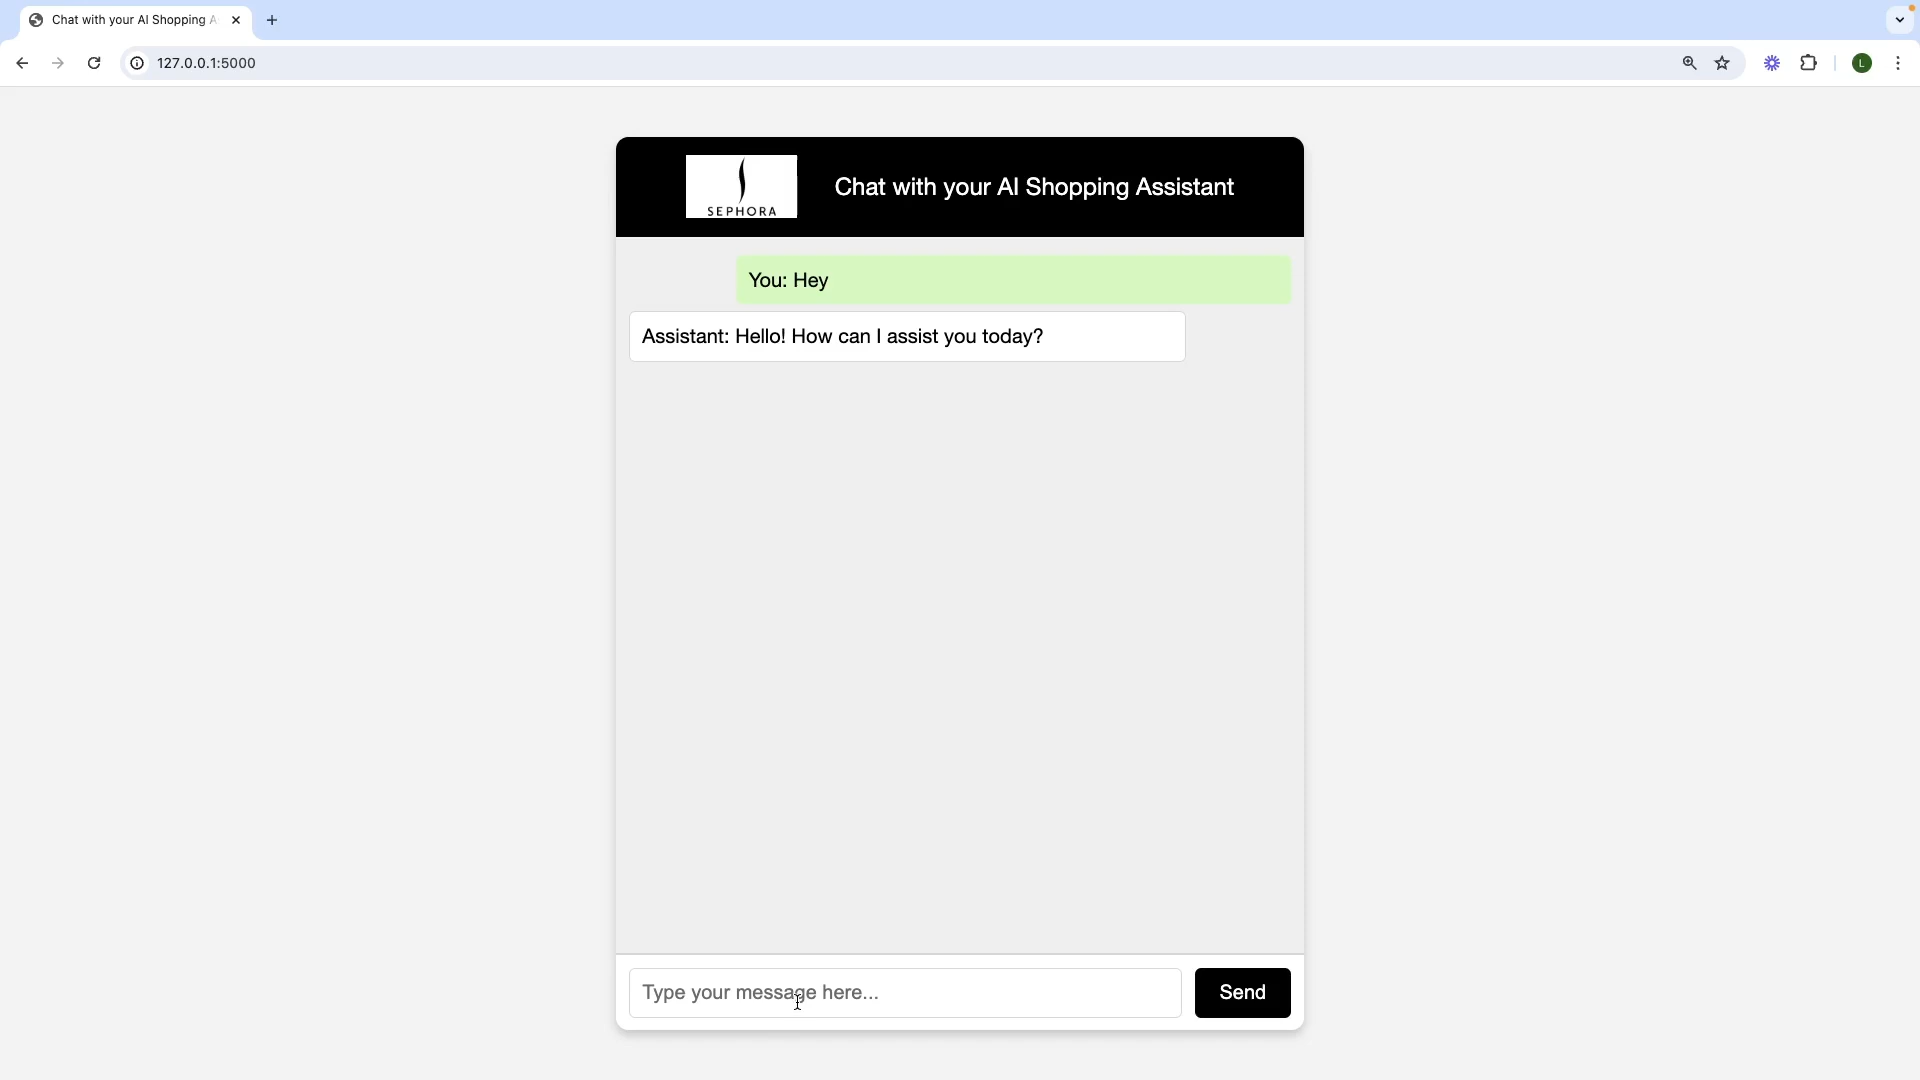 Chat with your AI Shopping A
127.0.0.1:5000
L
SEPHORA
Chat with your AI Shopping Assistant
You: Hey
Assistant: Hello! How can I assist you today?
Type your message here...
Send